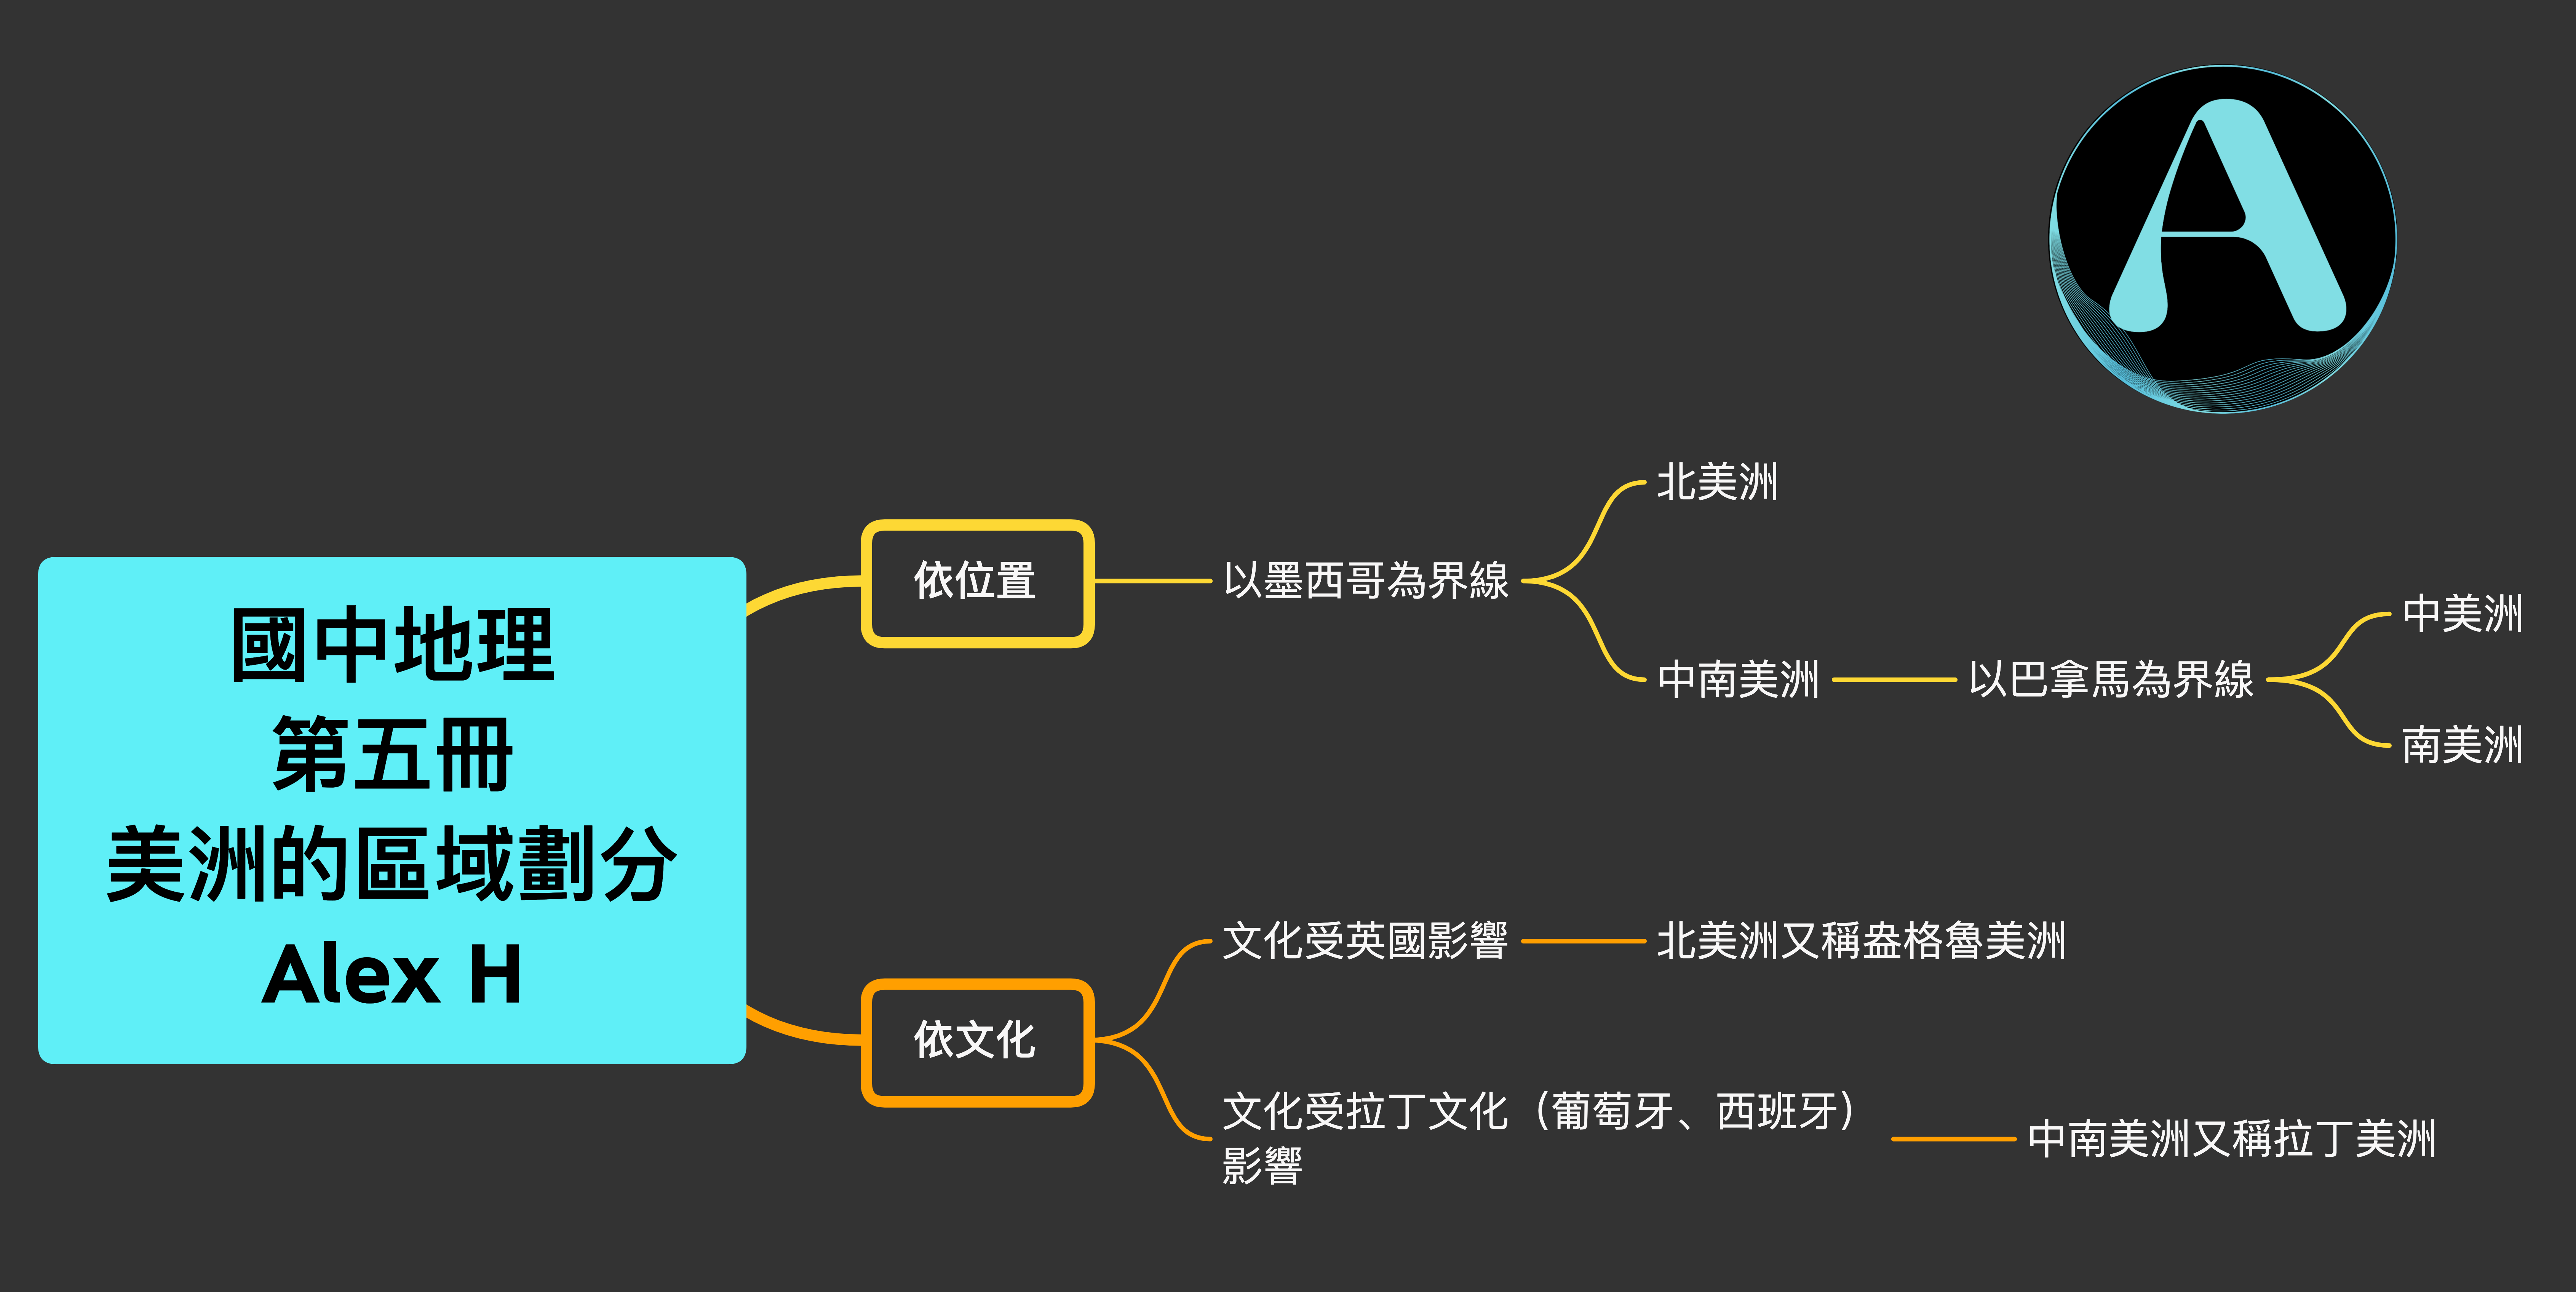 A
國中地理
第五冊
美洲的區域劃分
Alex H
依位置
以墨西哥為界線
北美洲
中南美洲
以巴拿馬為界線
中美洲
南美洲
依文化
文化受英國影響
北美洲又稱盎格魯美洲
文化受拉丁文化（葡萄牙、西班牙）
影響
中南美洲又稱拉丁美洲